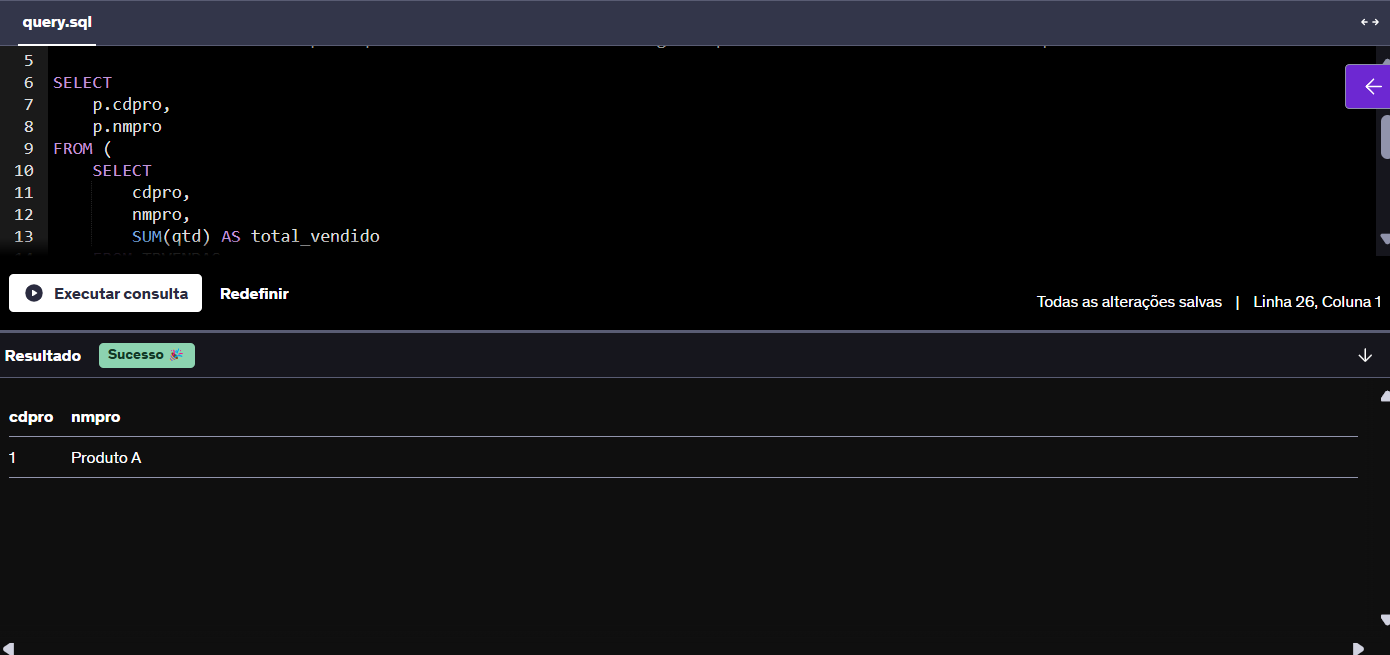 query.sql
5
6 SELECT
7 p.cdpro,
8 p.nmpro
9 FROM (
10 SELECT
11 cdpro,
12 nmpro,
13 SUM(qtd) AS total_vendido
Executar consulta Redefinir
Todas as alterações salvas | Linha 26, Coluna 1
Resultado Sucesso 🎉
cdpro nmpro
1 Produto A